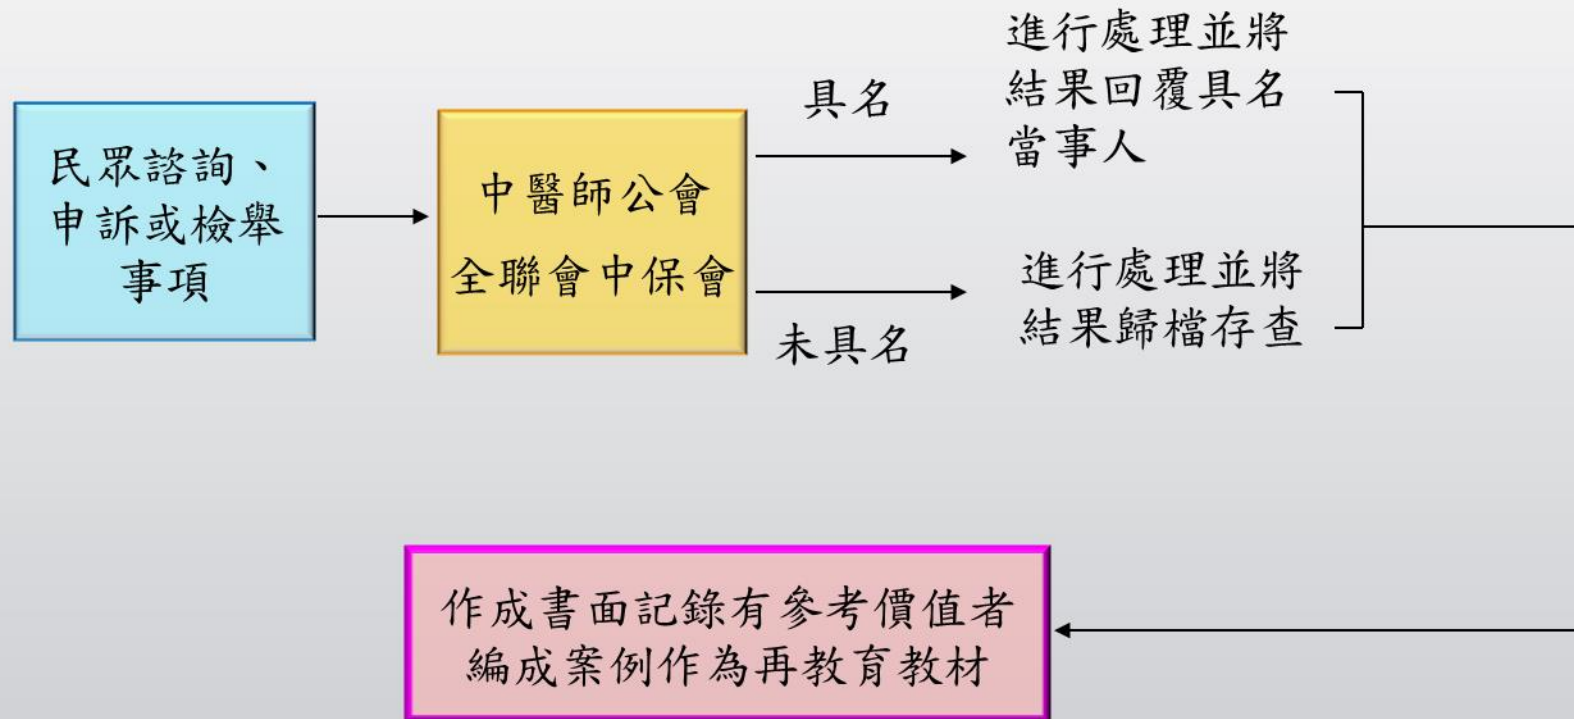 民眾諮詢、
申訴或檢舉
事項
中醫師公會
全聯會中保會
具名
進行處理並將
結果回覆具名
當事人
未具名
進行處理並將
結果歸檔存查
作成書面記錄有參考價值者
編成案例作為再教育教材